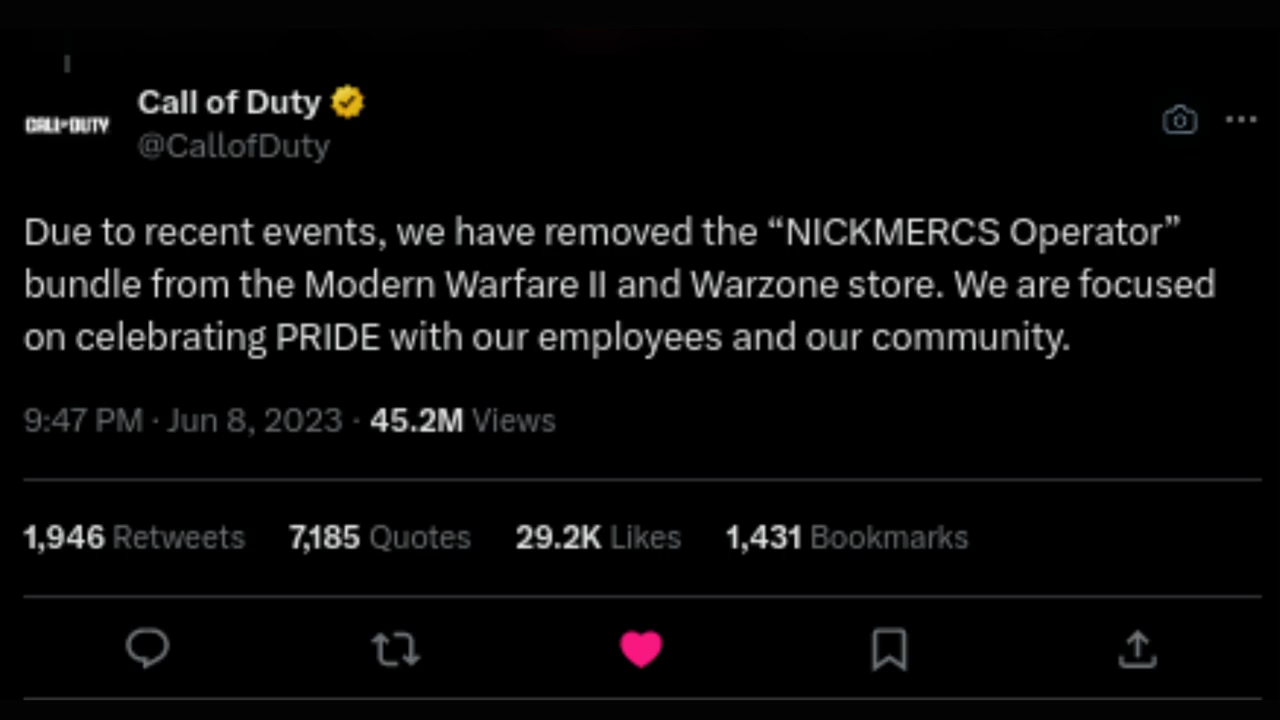 Call of Duty
CALL OF DUTY
@CallofDuty
Due to recent events, we have removed the “NICKMERCS Operator”
bundle from the Modern Warfare II and Warzone store. We are focused
on celebrating PRIDE with our employees and our community.
9:47 PM · Jun 8, 2023 · 45.2M Views
1,946 Retweets 7,185 Quotes 29.2K Likes 1,431 Bookmarks